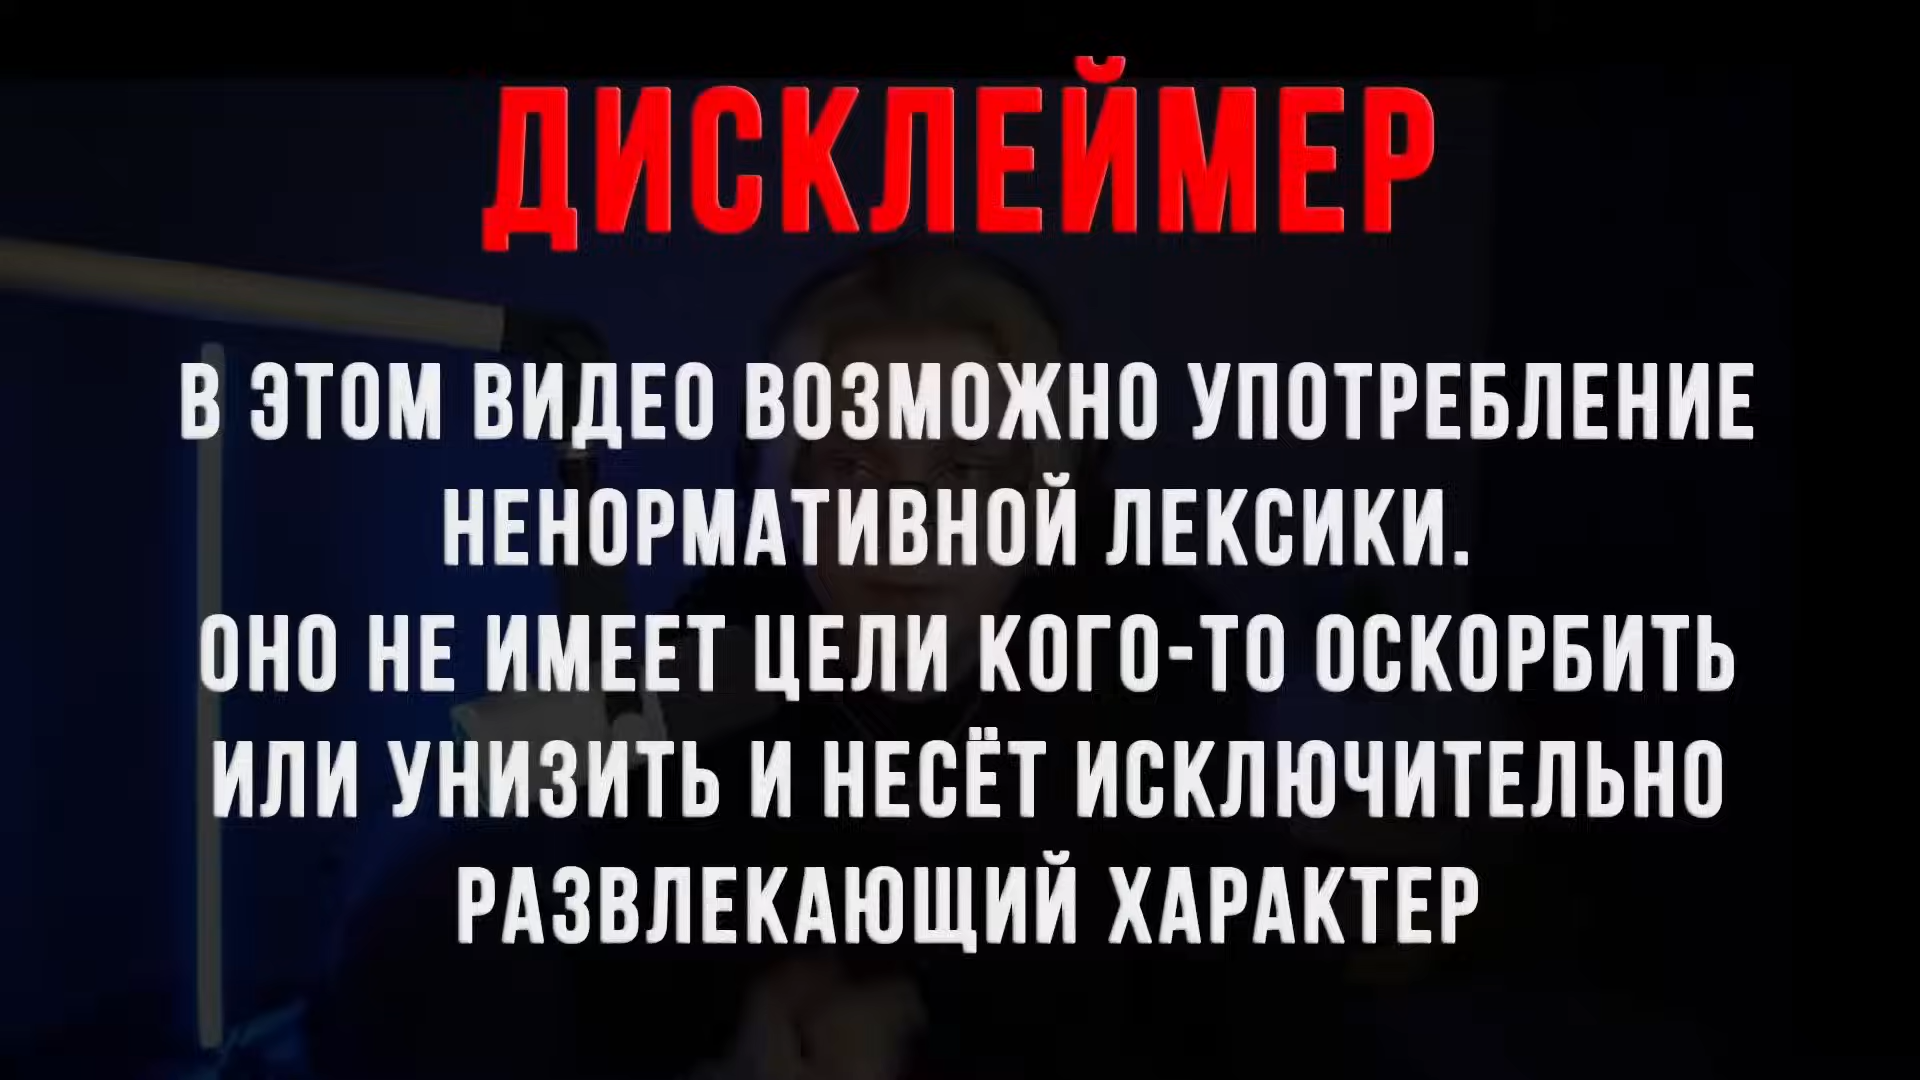 ДИСКЛЕЙМЕР
В ЭТОМ ВИДЕО ВОЗМОЖНО УПОТРЕБЛЕНИЕ
НЕНОРМАТИВНОЙ ЛЕКСИКИ.
ОНО НЕ ИМЕЕТ ЦЕЛИ КОГО-ТО ОСКОРБИТЬ
ИЛИ УНИЗИТЬ И НЕСЁТ ИСКЛЮЧИТЕЛЬНО
РАЗВЛЕКАЮЩИЙ ХАРАКТЕР